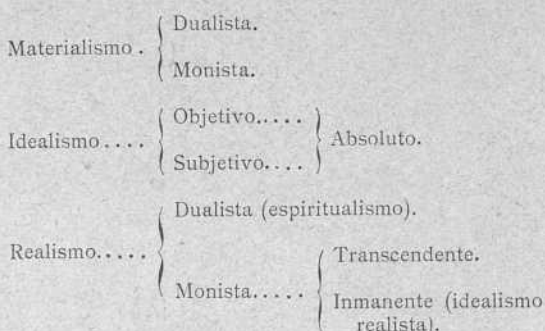 Dualista.
Materialismo .
Monista.
Objetivo.....
Idealismo....
Absoluto.
Subjetivo....
Dualista (espiritualismo).
Realismo.....
Transcendente.
Monista.....
Inmanente (idealismo
realista).